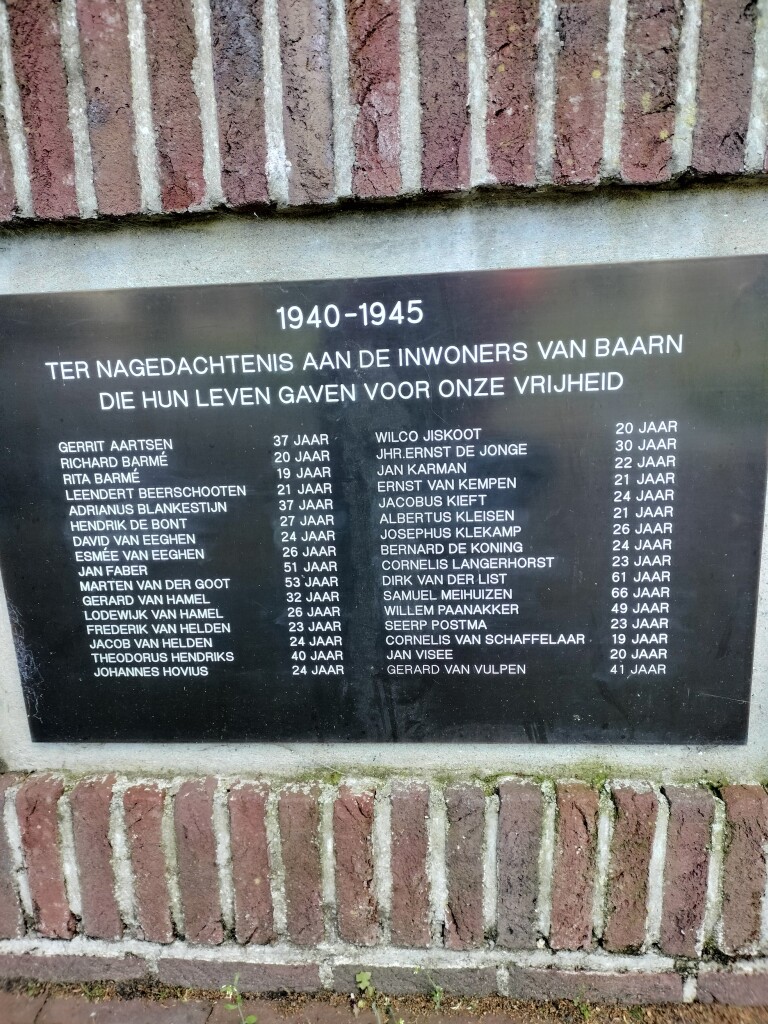 1940-1945
TER NAGEDACHTENIS AAN DE INWONERS VAN BAARN
DIE HUN LEVEN GAVEN VOOR ONZE VRIJHEID
GERRIT AARTSEN 37 JAAR
RICHARD BARMÉ 20 JAAR
RITA BARMÉ 19 JAAR
LEENDERT BEERSCHOOTEN 21 JAAR
ADRIANUS BLANKESTIJN 37 JAAR
HENDRIK DE BONT 27 JAAR
DAVID VAN EEGHEN 24 JAAR
ESMÉE VAN EEGHEN 26 JAAR
JAN FABER 51 JAAR
MARTEN VAN DER GOOT 53 JAAR
GERARD VAN HAMEL 32 JAAR
LODEWIJK VAN HAMEL 26 JAAR
FREDERIK VAN HELDEN 23 JAAR
JACOB VAN HELDEN 24 JAAR
THEODORUS HENDRIKS 40 JAAR
JOHANNES HOVIUS 24 JAAR
WILCO JISKOOT 20 JAAR
JHR.ERNST DE JONGE 30 JAAR
JAN KARMAN 22 JAAR
ERNST VAN KEMPEN 21 JAAR
JACOBUS KIEFT 24 JAAR
ALBERTUS KLEISEN 21 JAAR
JOSEPHUS KLEKAMP 26 JAAR
BERNARD DE KONING 24 JAAR
CORNELIS LANGERHORST 23 JAAR
DIRK VAN DER LIST 61 JAAR
SAMUEL MEIHUIZEN 66 JAAR
WILLEM PAANAKKER 49 JAAR
SEERP POSTMA 23 JAAR
CORNELIS VAN SCHAFFELAAR 19 JAAR
JAN VISEE 20 JAAR
GERARD VAN VULPEN 41 JAAR